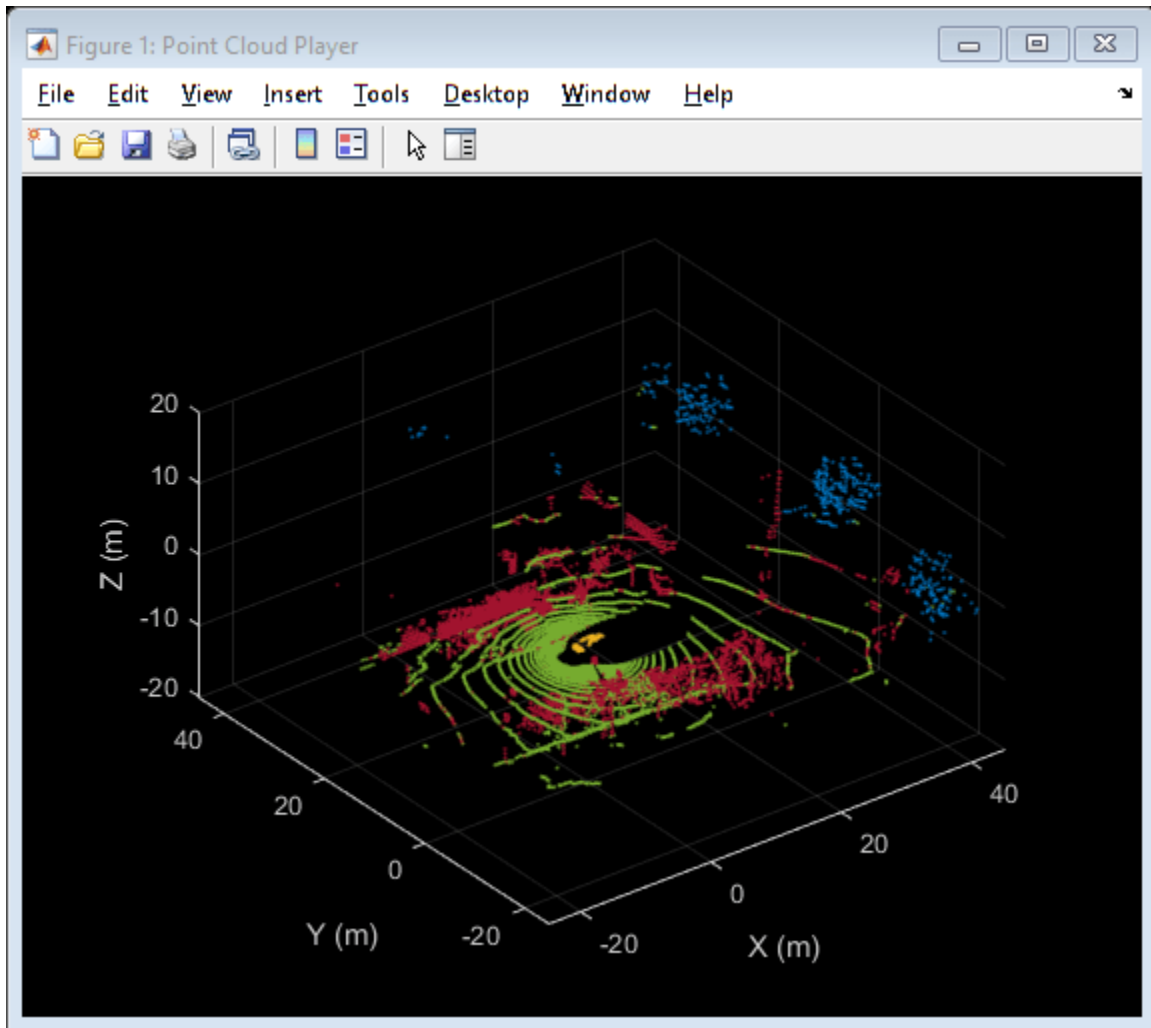 Figure 1: Point Cloud Player
File Edit View Insert Tools Desktop Window Help
20
10
0
-10
-20
Z (m)
40
20
0
-20
Y (m)
-20
0
20
40
X (m)